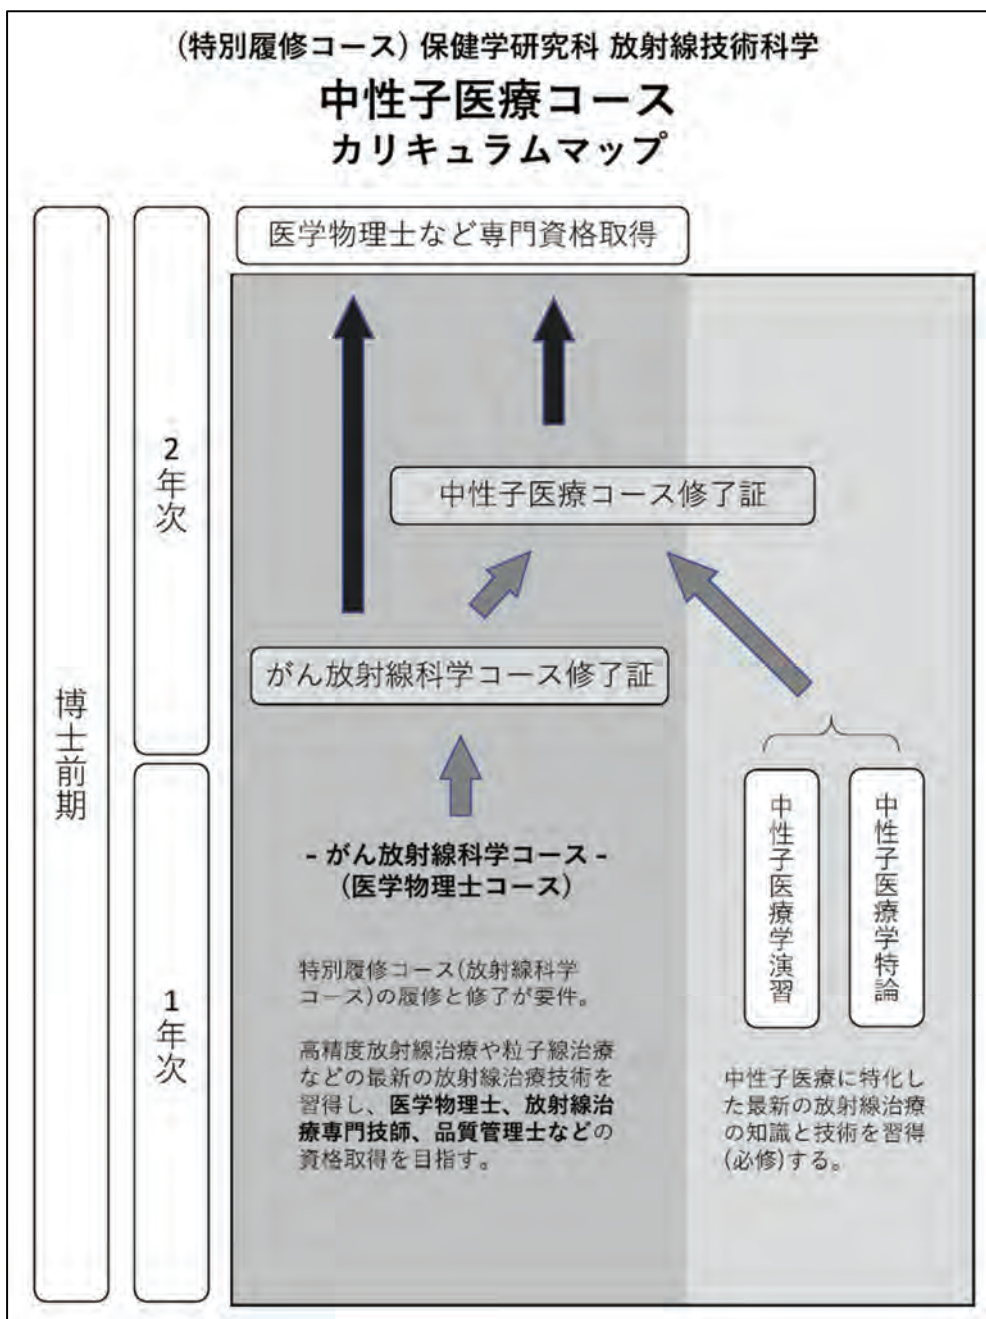 (特別履修コース) 保健学研究科 放射線技術科学
中性子医療コース
カリキュラムマップ
医学物理士など専門資格取得
2年次
中性子医療コース修了証
がん放射線科学コース修了証
博士前期
1年次
- がん放射線科学コース -
(医学物理士コース)
特別履修コース(放射線科学
コース)の履修と修了が要件。
高精度放射線治療や粒子線治療
などの最新の放射線治療技術を
習得し、医学物理士、放射線治
療専門技師、品質管理士などの
資格取得を目指す。
中性子医療学演習
中性子医療学特論
中性子医療に特化し
た最新の放射線治療
の知識と技術を習得
(必修)する。